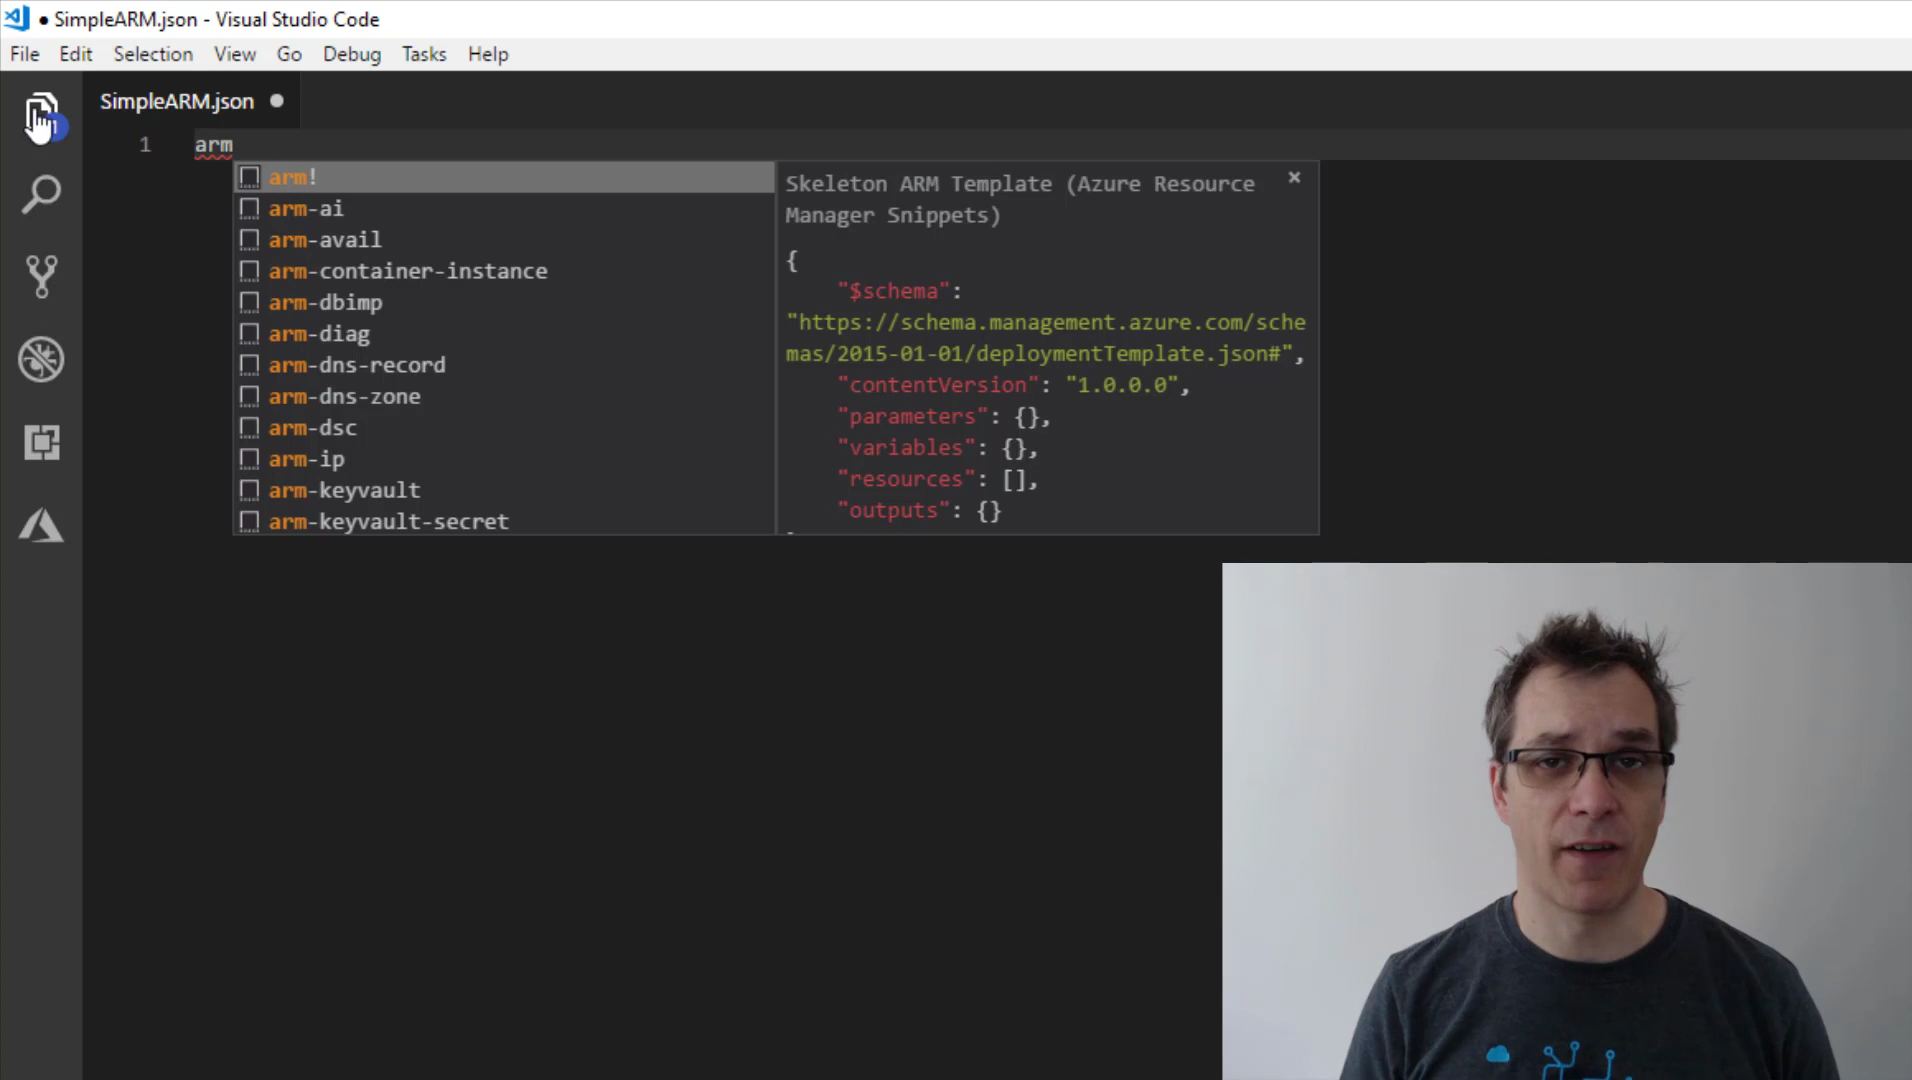 ● SimpleARM.json - Visual Studio Code
File Edit Selection View Go Debug Tasks Help
SimpleARM.json ●
1 arm
arm!
arm-ai
arm-avail
arm-container-instance
arm-dbimp
arm-diag
arm-dns-record
arm-dns-zone
arm-dsc
arm-ip
arm-keyvault
arm-keyvault-secret
Skeleton ARM Template (Azure Resource
Manager Snippets)
{
"$schema":
"https://schema.management.azure.com/sche
mas/2015-01-01/deploymentTemplate.json#",
"contentVersion": "1.0.0.0",
"parameters": {},
"variables": {},
"resources": [],
"outputs": {}